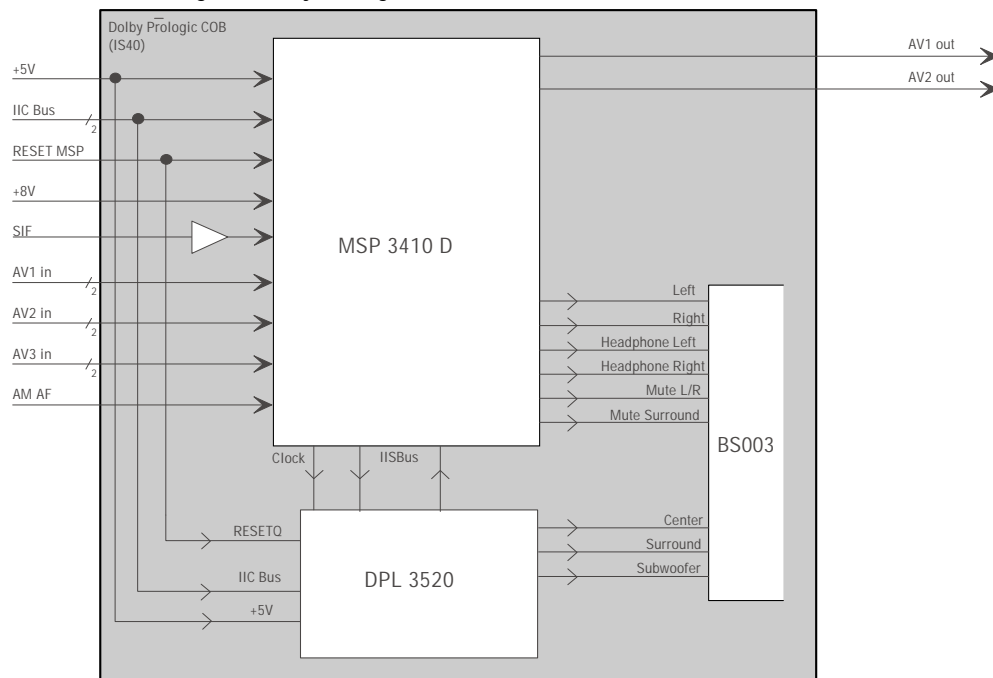 Dolby Prologic COB
(IS40)
AV1 out
+5V
AV2 out
IIC Bus
2
RESET MSP
+8V
SIF
MSP 3410 D
AV1 in
2
Left
AV2 in
2
Right
Headphone Left
AV3 in
2
Headphone Right
AM AF
Mute L/R
Mute Surround
BS003
Clock
IISBus
Center
RESETQ
Surround
Subwoofer
IIC Bus
DPL 3520
+5V